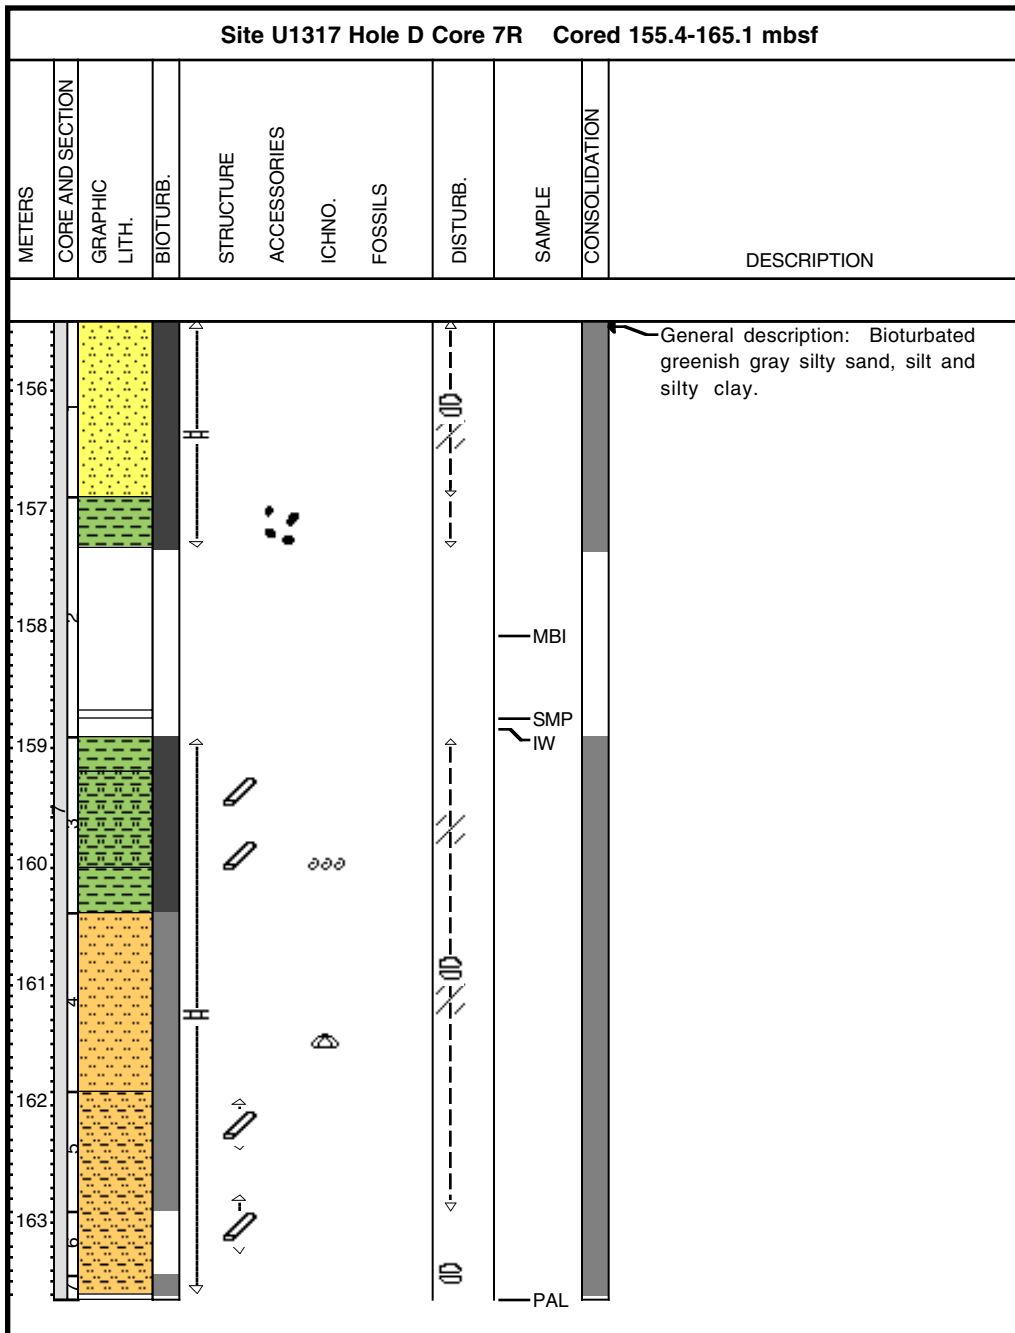 Site U1317 Hole D Core 7R Cored 155.4-165.1 mbsf
METERS
CORE AND SECTION
GRAPHIC
LITH.
BIOTURB.
STRUCTURE
ACCESSORIES
ICHNO.
FOSSILS
DISTURB.
SAMPLE
CONSOLIDATION
DESCRIPTION
General description: Bioturbated
greenish gray silty sand, silt and
silty clay.
156
1
157
2
158
MBI
SMP
IW
159
7
3
160
161
4
162
5
163
6
7
PAL